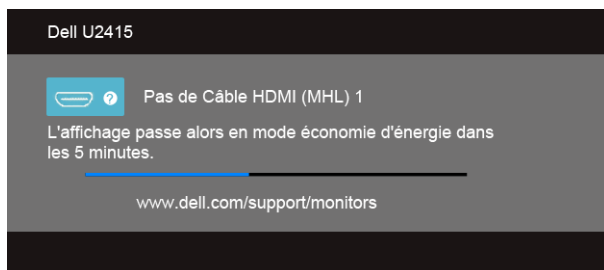 Dell U2415
Pas de Câble HDMI (MHL) 1
L'affichage passe alors en mode économie d'énergie dans
les 5 minutes.
www.dell.com/support/monitors